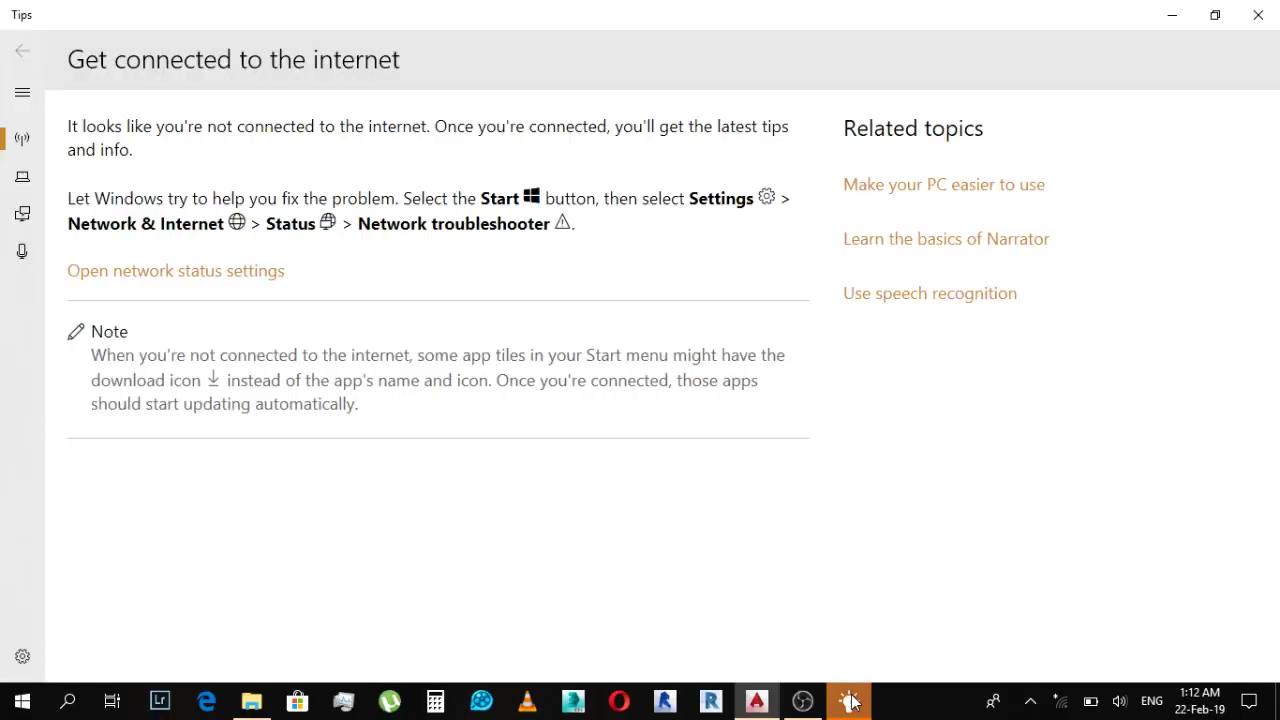 Tips
Get connected to the internet
It looks like you're not connected to the internet. Once you're connected, you'll get the latest tips
and info.
Let Windows try to help you fix the problem. Select the Start button, then select Settings >
Network & Internet > Status > Network troubleshooter .
Open network status settings
Note
When you're not connected to the internet, some app tiles in your Start menu might have the
download icon instead of the app's name and icon. Once you're connected, those apps
should start updating automatically.
Related topics
Make your PC easier to use
Learn the basics of Narrator
Use speech recognition
Lr
R
R
A
ENG
1:12 AM
22-Feb-19